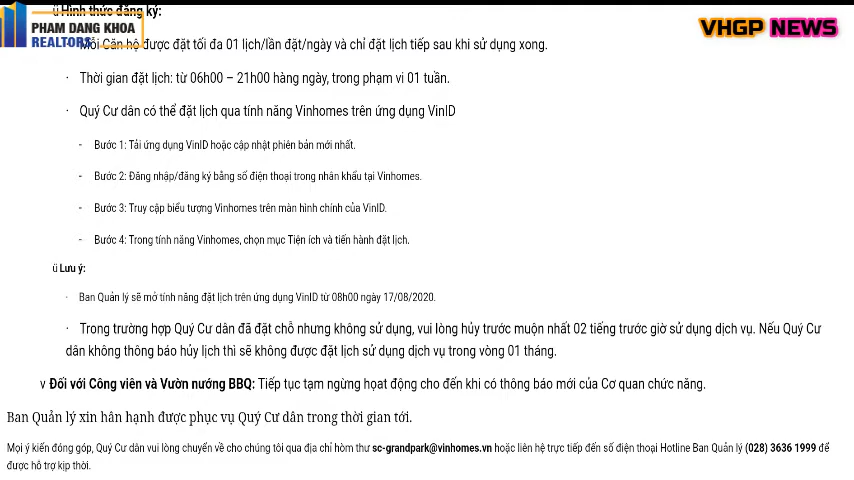 ü Hình thức đăng ký:
PHAM DANG KHOA
REALTORS
VHGP NEWS
Mỗi Căn hộ được đặt tối đa 01 lịch/lần đặt/ngày và chỉ đặt lịch tiếp sau khi sử dụng xong.
· Thời gian đặt lịch: từ 06h00 – 21h00 hàng ngày, trong phạm vi 01 tuần.
· Quý Cư dân có thể đặt lịch qua tính năng Vinhomes trên ứng dụng VinID
- Bước 1: Tải ứng dụng VinID hoặc cập nhật phiên bản mới nhất.
- Bước 2: Đăng nhập/đăng ký bằng số điện thoại trong nhân khẩu tại Vinhomes.
- Bước 3: Truy cập biểu tượng Vinhomes trên màn hình chính của VinID.
- Bước 4: Trong tính năng Vinhomes, chọn mục Tiện ích và tiến hành đặt lịch.
ü Lưu ý:
· Ban Quản lý sẽ mở tính năng đặt lịch trên ứng dụng VinID từ 08h00 ngày 17/08/2020.
· Trong trường hợp Quý Cư dân đã đặt chỗ nhưng không sử dụng, vui lòng hủy trước muộn nhất 02 tiếng trước giờ sử dụng dịch vụ. Nếu Quý Cư
dân không thông báo hủy lịch thì sẽ không được đặt lịch sử dụng dịch vụ trong vòng 01 tháng.
v Đối với Công viên và Vườn nướng BBQ: Tiếp tục tạm ngừng hoạt động cho đến khi có thông báo mới của Cơ quan chức năng.
Ban Quản lý xin hân hạnh được phục vụ Quý Cư dân trong thời gian tới.
Mọi ý kiến đóng góp, Quý Cư dân vui lòng chuyển về cho chúng tôi qua địa chỉ hòm thư sc-grandpark@vinhomes.vn hoặc liên hệ trực tiếp đến số điện thoại Hotline Ban Quản lý (028) 3636 1999 để
được hỗ trợ kịp thời.